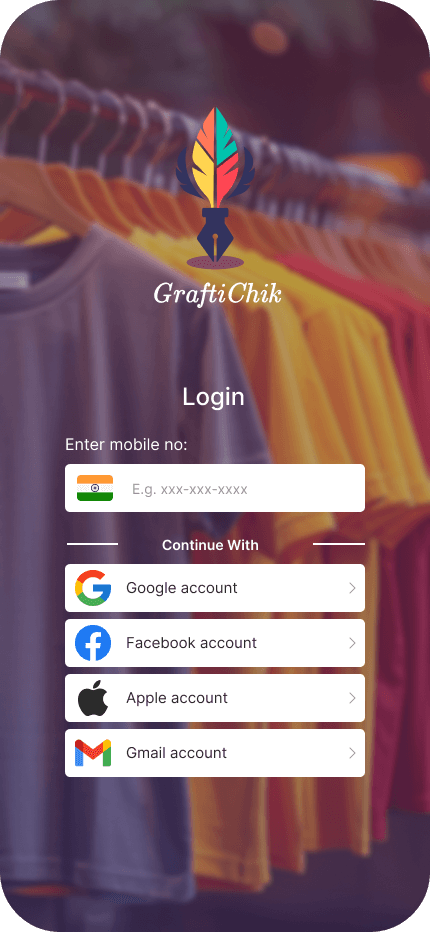 GraftiChik
Login
Enter mobile no:
E.g. xxx-xxx-xxxx
Continue With
Google account
Facebook account
Apple account
Gmail account